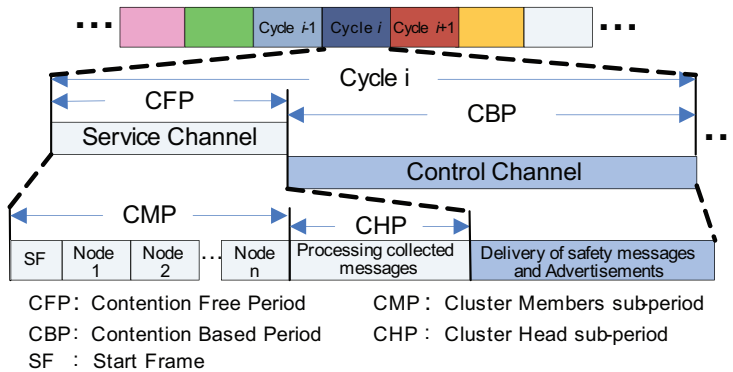 ... Cycle i-1 Cycle i Cycle i+1 ...
Cycle i
CFP
CBP
Service Channel
...
Control Channel
CMP
CHP
SF Node 1 Node 2 ... Node n
Processing collected messages
Delivery of safety messages and Advertisements
CFP: Contention Free Period
CMP: Cluster Members sub-period
CBP: Contention Based Period
CHP: Cluster Head sub-period
SF : Start Frame